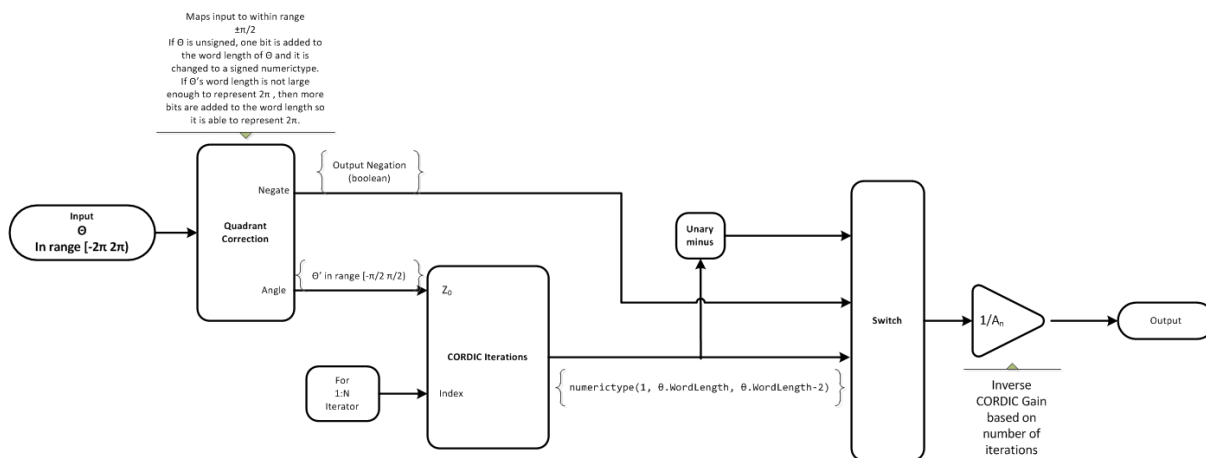 Maps input to within range
±π/2
If Θ is unsigned, one bit is added to
the word length of Θ and it is
changed to a signed numerictype.
If Θ's word length is not large
enough to represent 2π , then more
bits are added to the word length so
it is able to represent 2π.
Input
Θ
In range [-2π 2π)
Negate
Quadrant
Correction
Angle
Output Negation
(boolean)
Θ' in range [-π/2 π/2)
Z₀
CORDIC Iterations
Index
For
1:N
Iterator
Unary
minus
numerictype(1, θ.WordLength, θ.WordLength-2)
Switch
1/Aₙ
Inverse
CORDIC Gain
based on
number of
iterations
Output